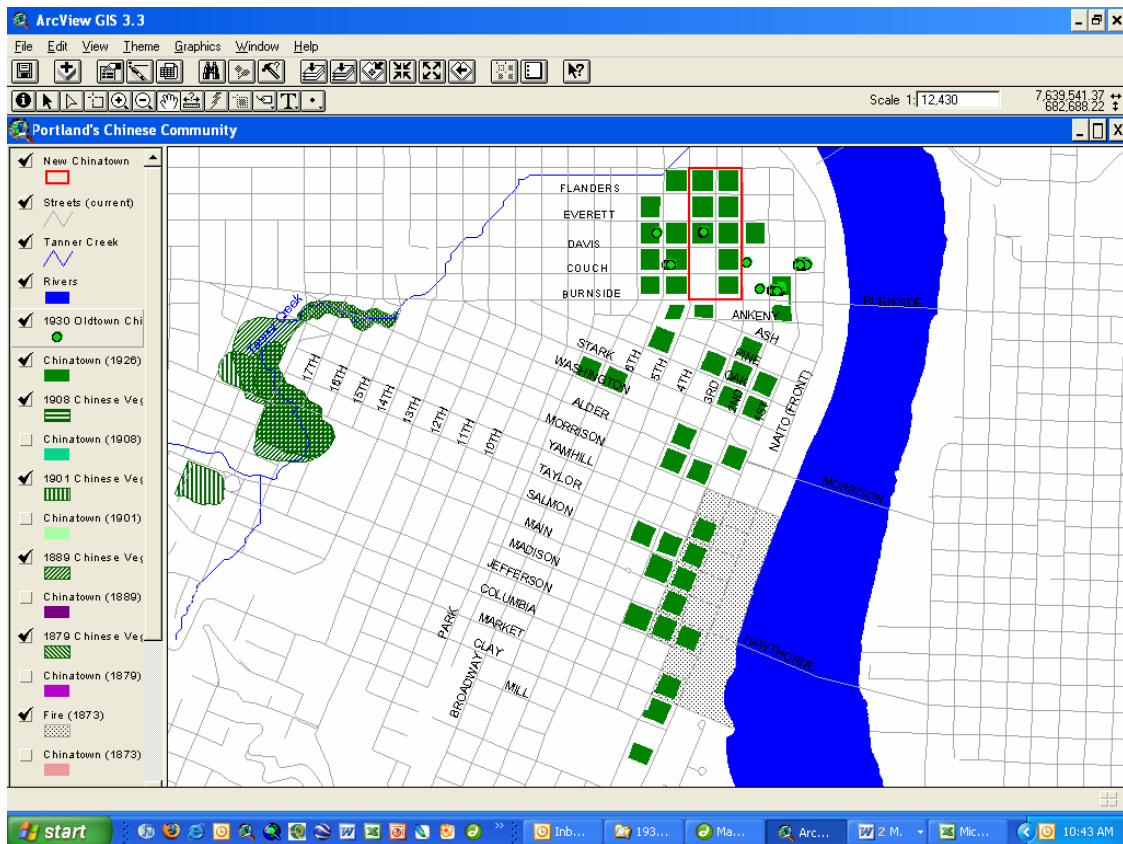 ArcView GIS 3.3
File Edit View Theme Graphics Window Help
Scale 1: 12,430
7,639,541.37
682,688.22
Portland's Chinese Community
New Chinatown
Streets (current)
Tanner Creek
Rivers
1930 Oldtown Chi
Chinatown (1926)
1908 Chinese Veg
Chinatown (1908)
1901 Chinese Veg
Chinatown (1901)
1889 Chinese Veg
Chinatown (1889)
1879 Chinese Veg
Chinatown (1879)
Fire (1873)
Chinatown (1873)
FLANDERS
EVERETT
DAVIS
COUCH
BURNSIDE
BURNSIDE
ANKENY
ASH
PINE
OAK
STARK
WASHINGTON
ALDER
MORRISON
YAMHILL
TAYLOR
SALMON
MAIN
MADISON
JEFFERSON
COLUMBIA
MARKET
CLAY
MILL
Tanner Creek
17TH
16TH
15TH
14TH
13TH
12TH
11TH
10TH
6TH
5TH
4TH
3RD
2ND
1ST
NAITO (FRONT)
PARK
BROADWAY
MORRISON
HAWTHORNE
start
Inb...
193...
Ma...
Arc...
2 M.
Mic...
10:43 AM